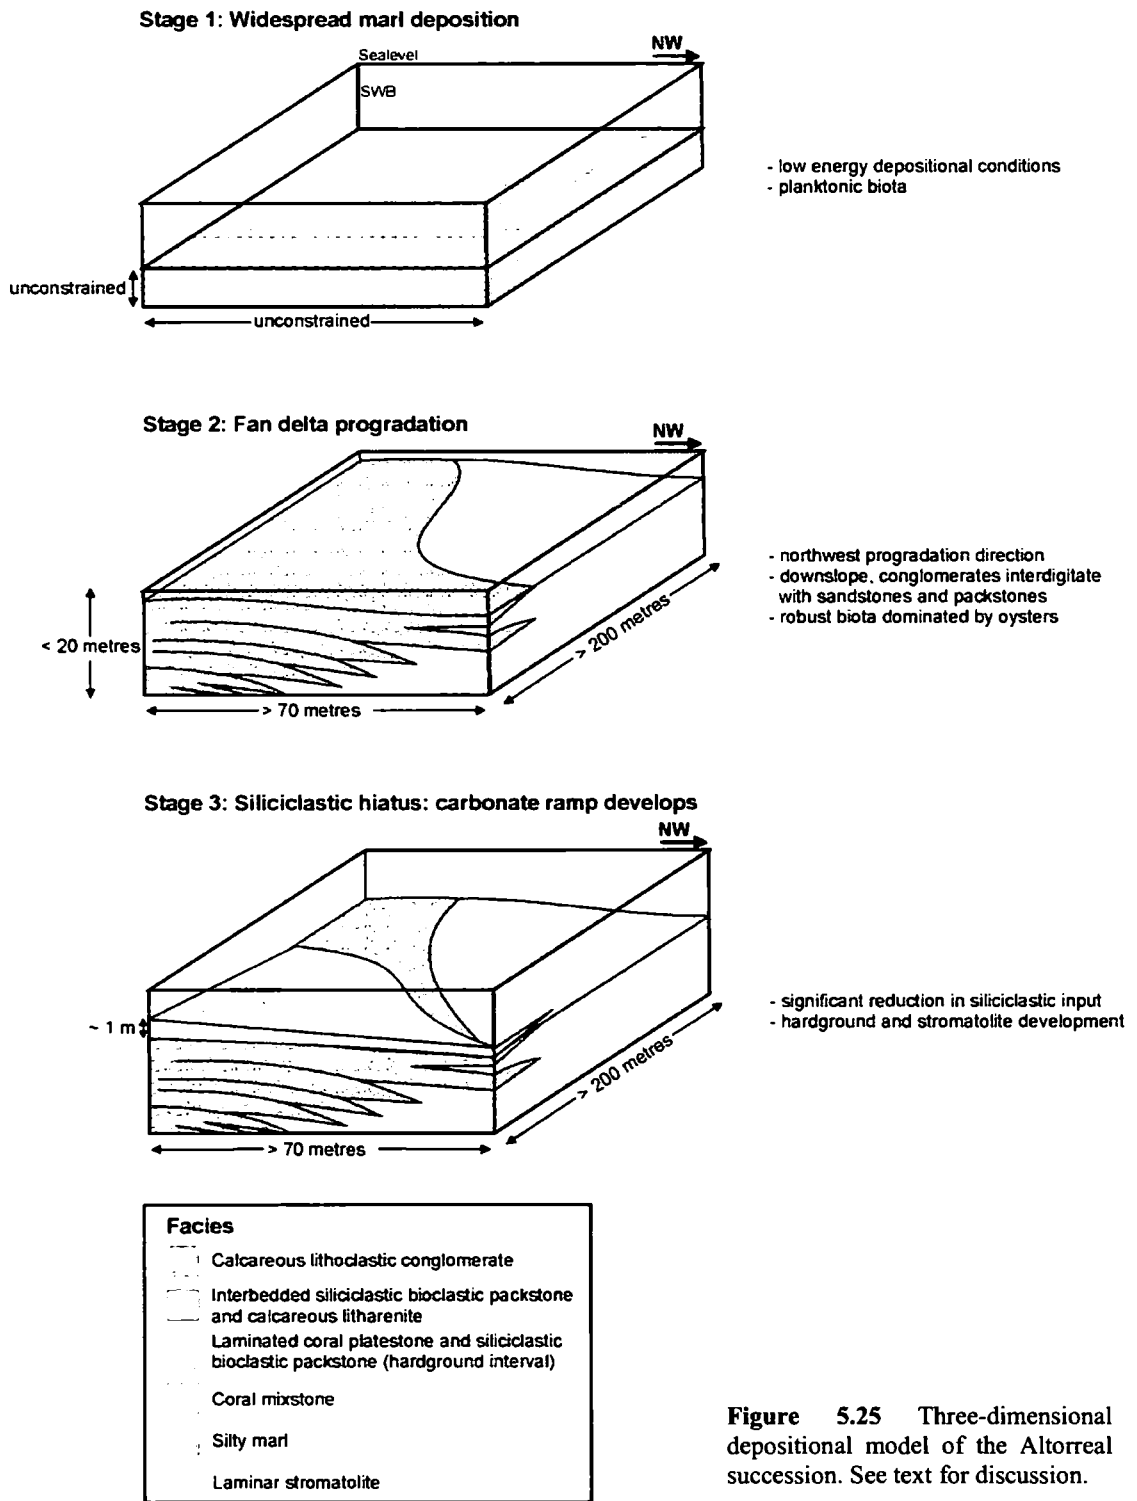 Stage 1: Widespread marl deposition
NW
Sealevel
SWB
- low energy depositional conditions
- planktonic biota
unconstrained
unconstrained
Stage 2: Fan delta progradation
NW
- northwest progradation direction
- downslope, conglomerates interdigitate
with sandstones and packstones
- robust biota dominated by oysters
< 20 metres
> 200 metres
> 70 metres
Stage 3: Siliciclastic hiatus: carbonate ramp develops
NW
- significant reduction in siliciclastic input
- hardground and stromatolite development
~ 1 m
> 200 metres
> 70 metres
Facies
Calcareous lithoclastic conglomerate
Interbedded siliciclastic bioclastic packstone
and calcareous litharenite
Laminated coral platestone and siliciclastic
bioclastic packstone (hardground interval)
Coral mixstone
Silty marl
Laminar stromatolite
Figure 5.25 Three-dimensional
depositional model of the Altorreal
succession. See text for discussion.